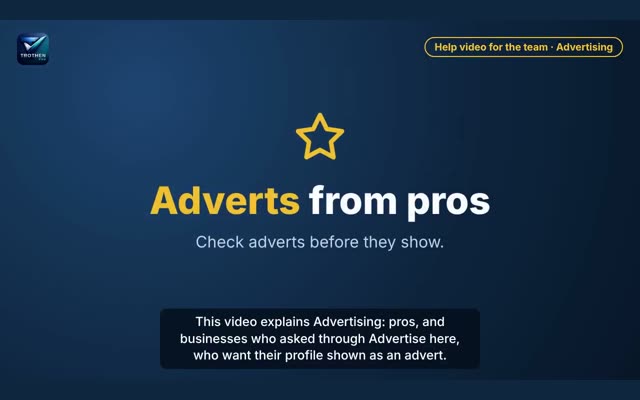 TROTHEN
Help video for the team · Advertising
Adverts from pros
Check adverts before they show.
This video explains Advertising: pros, and
businesses who asked through Advertise here,
who want their profile shown as an advert.